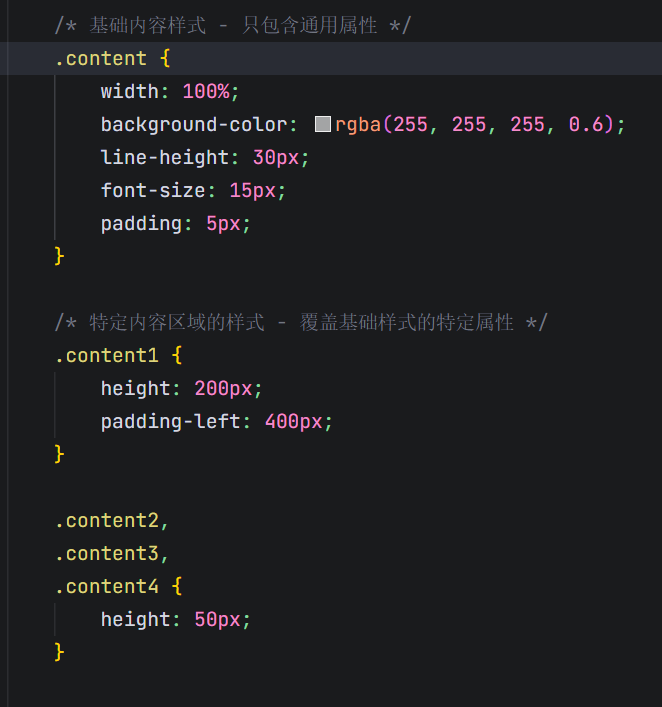 /* 基础内容样式 - 只包含通用属性 */
.content {
width: 100%;
background-color: rgba(255, 255, 255, 0.6);
line-height: 30px;
font-size: 15px;
padding: 5px;
}
/* 特定内容区域的样式 - 覆盖基础样式的特定属性 */
.content1 {
height: 200px;
padding-left: 400px;
}
.content2,
.content3,
.content4 {
height: 50px;
}